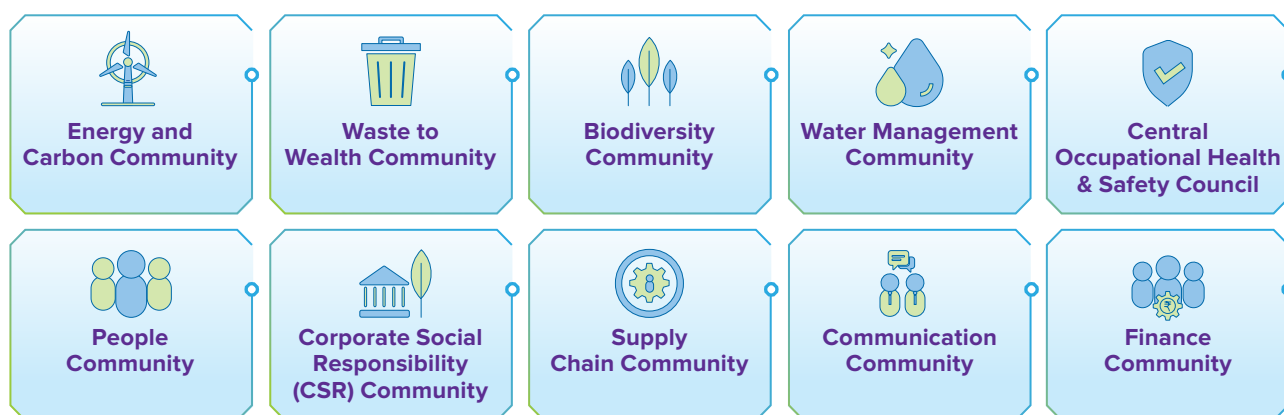 Energy and
Carbon Community
Waste to
Wealth Community
Biodiversity
Community
Water Management
Community
Central
Occupational Health
& Safety Council
People
Community
Corporate Social
Responsibility
(CSR) Community
Supply
Chain Community
Communication
Community
₹
Finance
Community